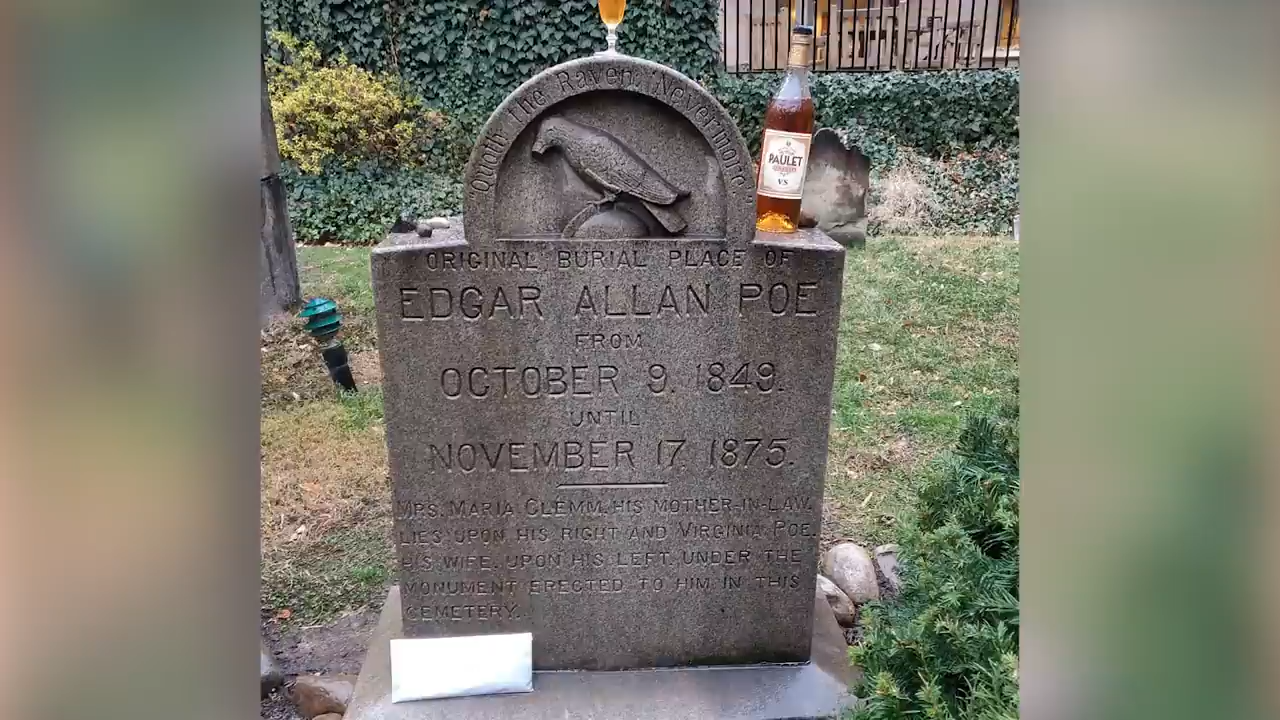 "Quoth the Raven, Nevermore."
PAULET
VS
ORIGINAL BURIAL PLACE OF
EDGAR ALLAN POE
FROM
OCTOBER 9. 1849.
UNTIL
NOVEMBER 17. 1875.
MRS. MARIA CLEMM, HIS MOTHER-IN-LAW,
LIES UPON HIS RIGHT AND VIRGINIA POE,
HIS WIFE, UPON HIS LEFT, UNDER THE
MONUMENT ERECTED TO HIM IN THIS
CEMETERY.